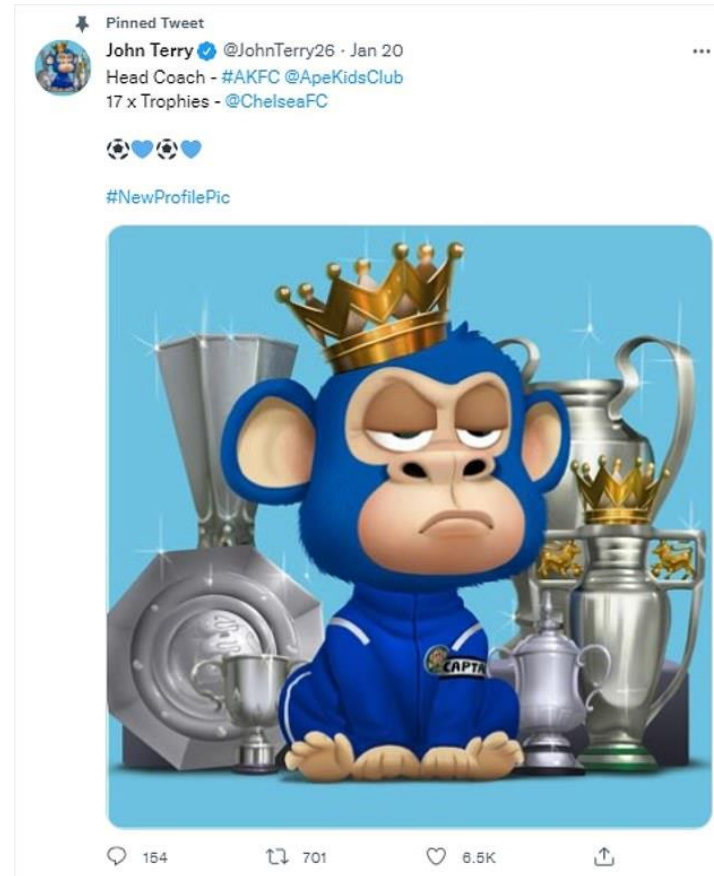 Pinned Tweet
John Terry @JohnTerry26 · Jan 20
Head Coach - #AKFC @ApeKidsClub
17 x Trophies - @ChelseaFC
⚽💙⚽💙
#NewProfilePic
CAPTA
154 701 6.5K